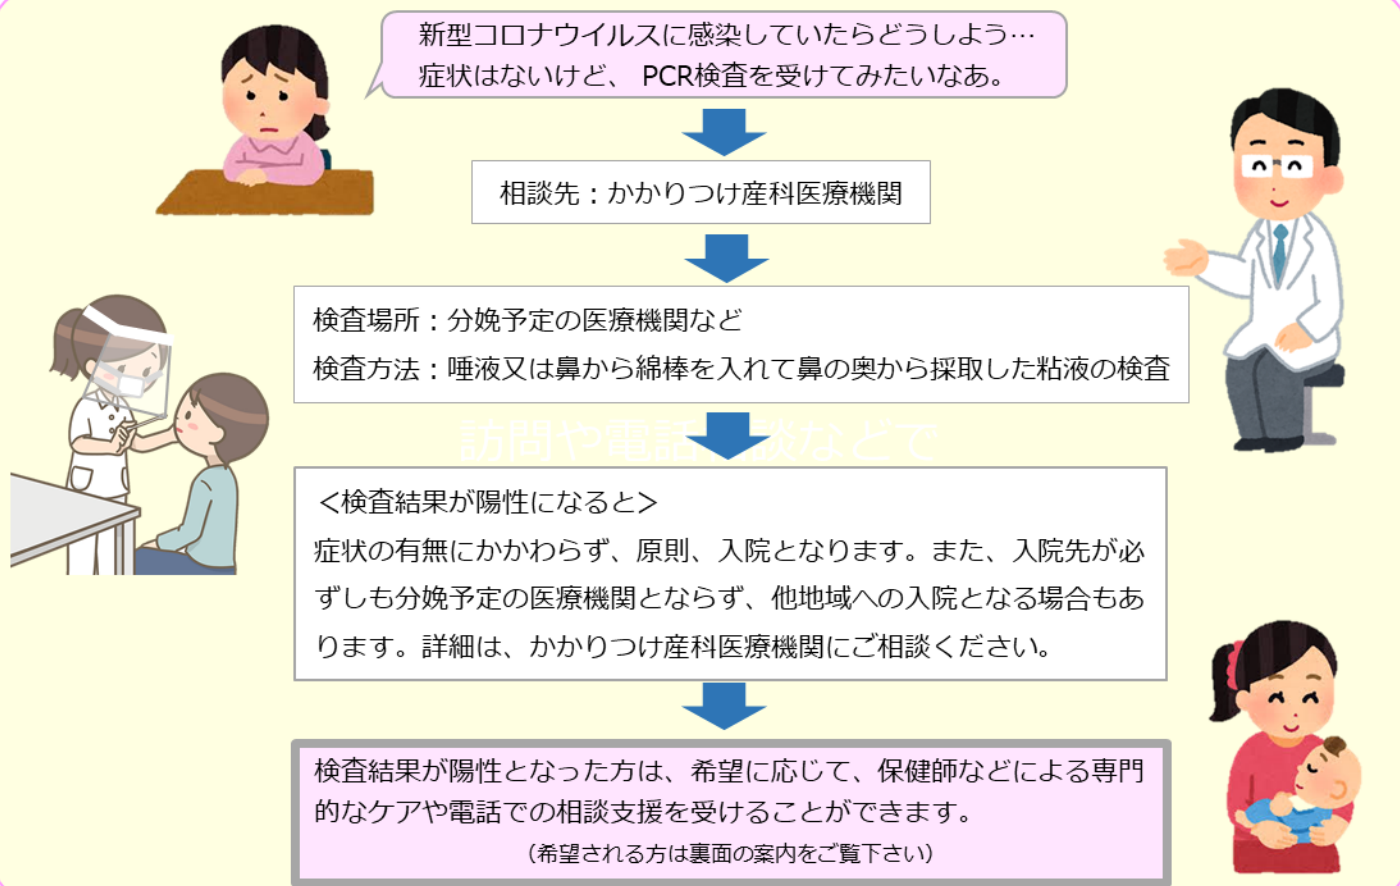 新型コロナウイルスに感染していたらどうしよう…
症状はないけど、 PCR検査を受けてみたいなあ。
相談先：かかりつけ産科医療機関
検査場所：分娩予定の医療機関など
検査方法：唾液又は鼻から綿棒を入れて鼻の奥から採取した粘液の検査
訪問や電話相談などで
＜検査結果が陽性になると＞
症状の有無にかかわらず、原則、入院となります。また、入院先が必
ずしも分娩予定の医療機関とならず、他地域への入院となる場合もあ
ります。詳細は、かかりつけ産科医療機関にご相談ください。
検査結果が陽性となった方は、希望に応じて、保健師などによる専門
的なケアや電話での相談支援を受けることができます。
（希望される方は裏面の案内をご覧下さい）